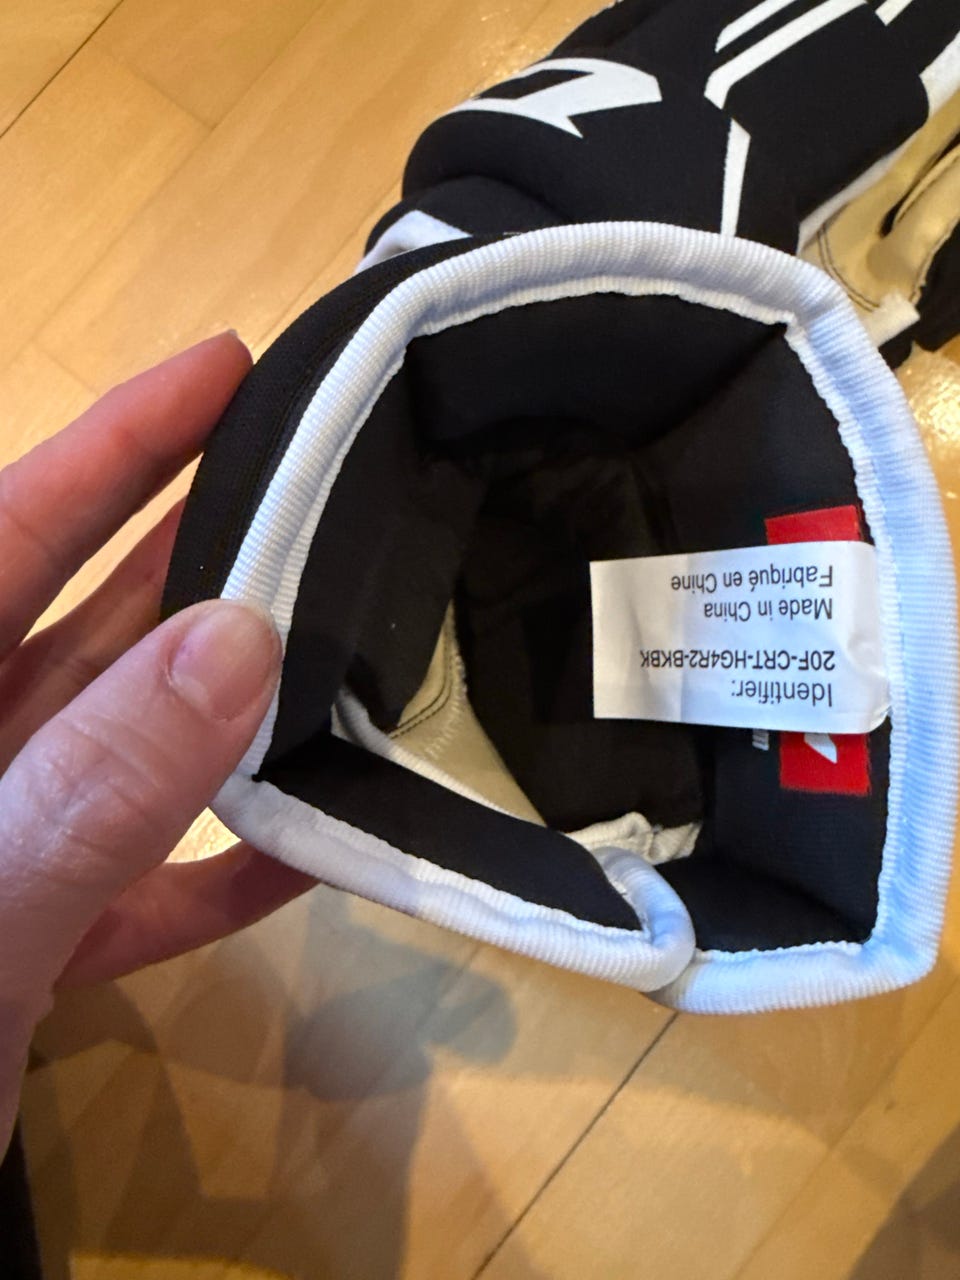 Identifier:
20F-CRT-HG4R2-BKBK
Made in China
Fabriqué en Chine